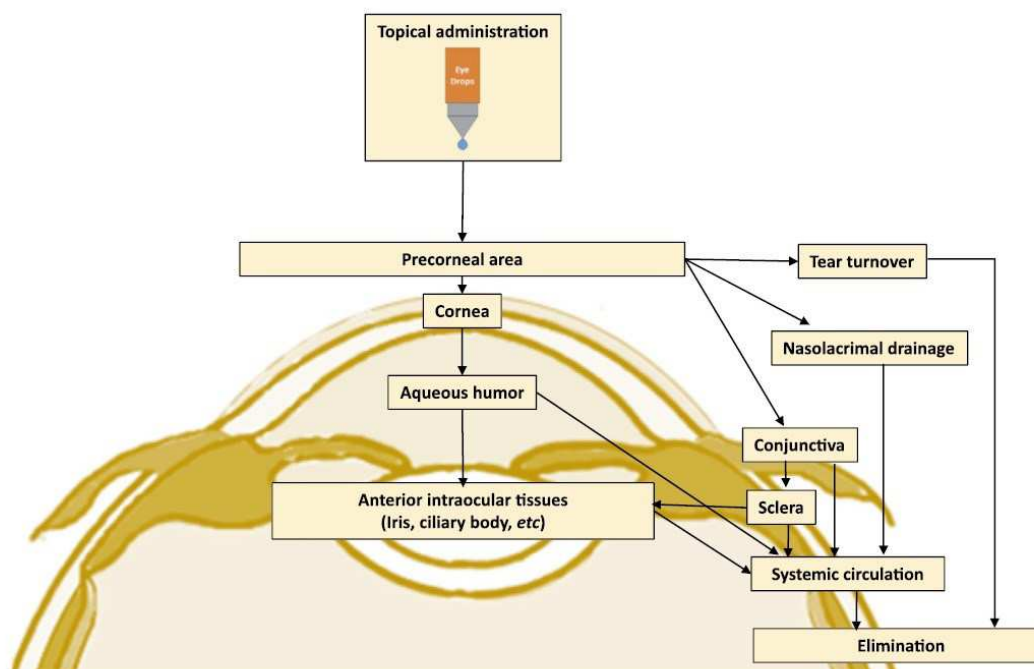 Topical administration
Eye
Drops
Precorneal area
Tear turnover
Cornea
Nasolacrimal drainage
Aqueous humor
Conjunctiva
Anterior intraocular tissues
(Iris, ciliary body, etc)
Sclera
Systemic circulation
Elimination